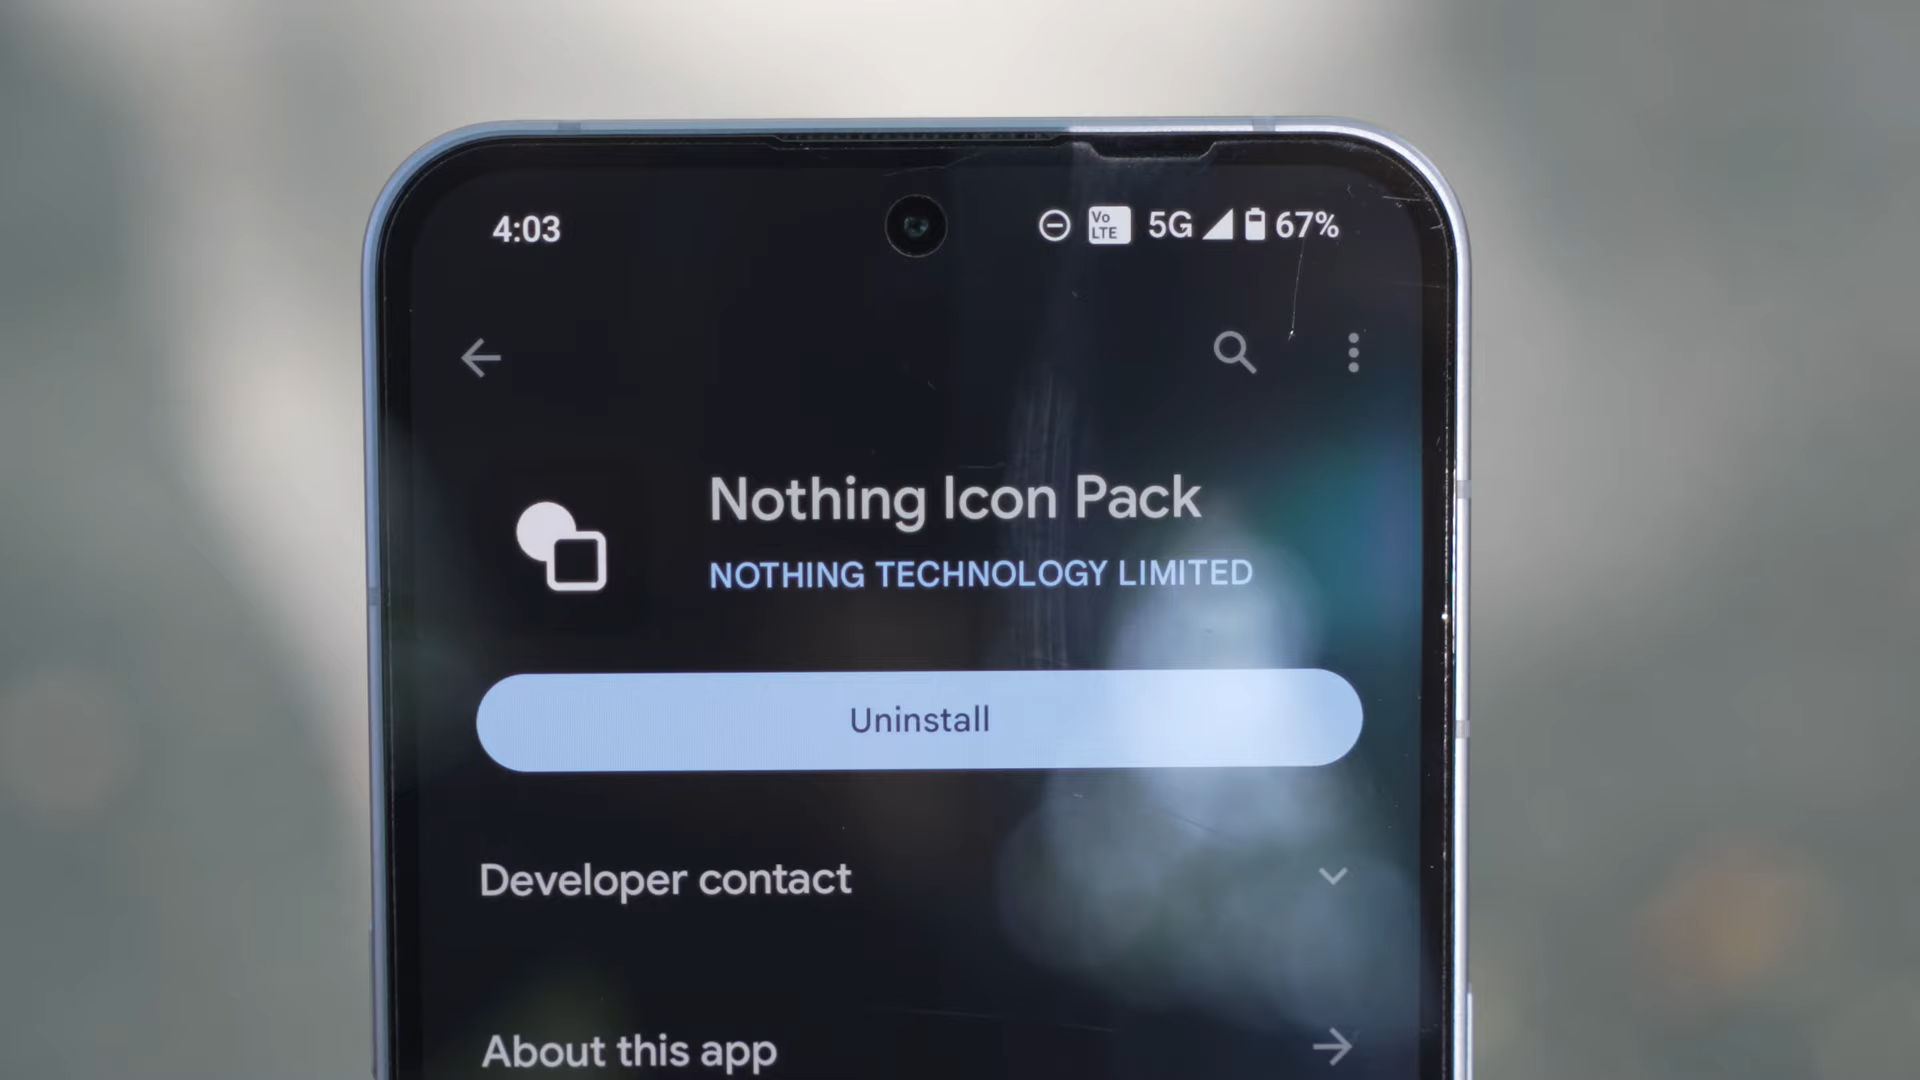 4:03
Vo LTE 5G 67%
Nothing Icon Pack
NOTHING TECHNOLOGY LIMITED
Uninstall
Developer contact
About this app